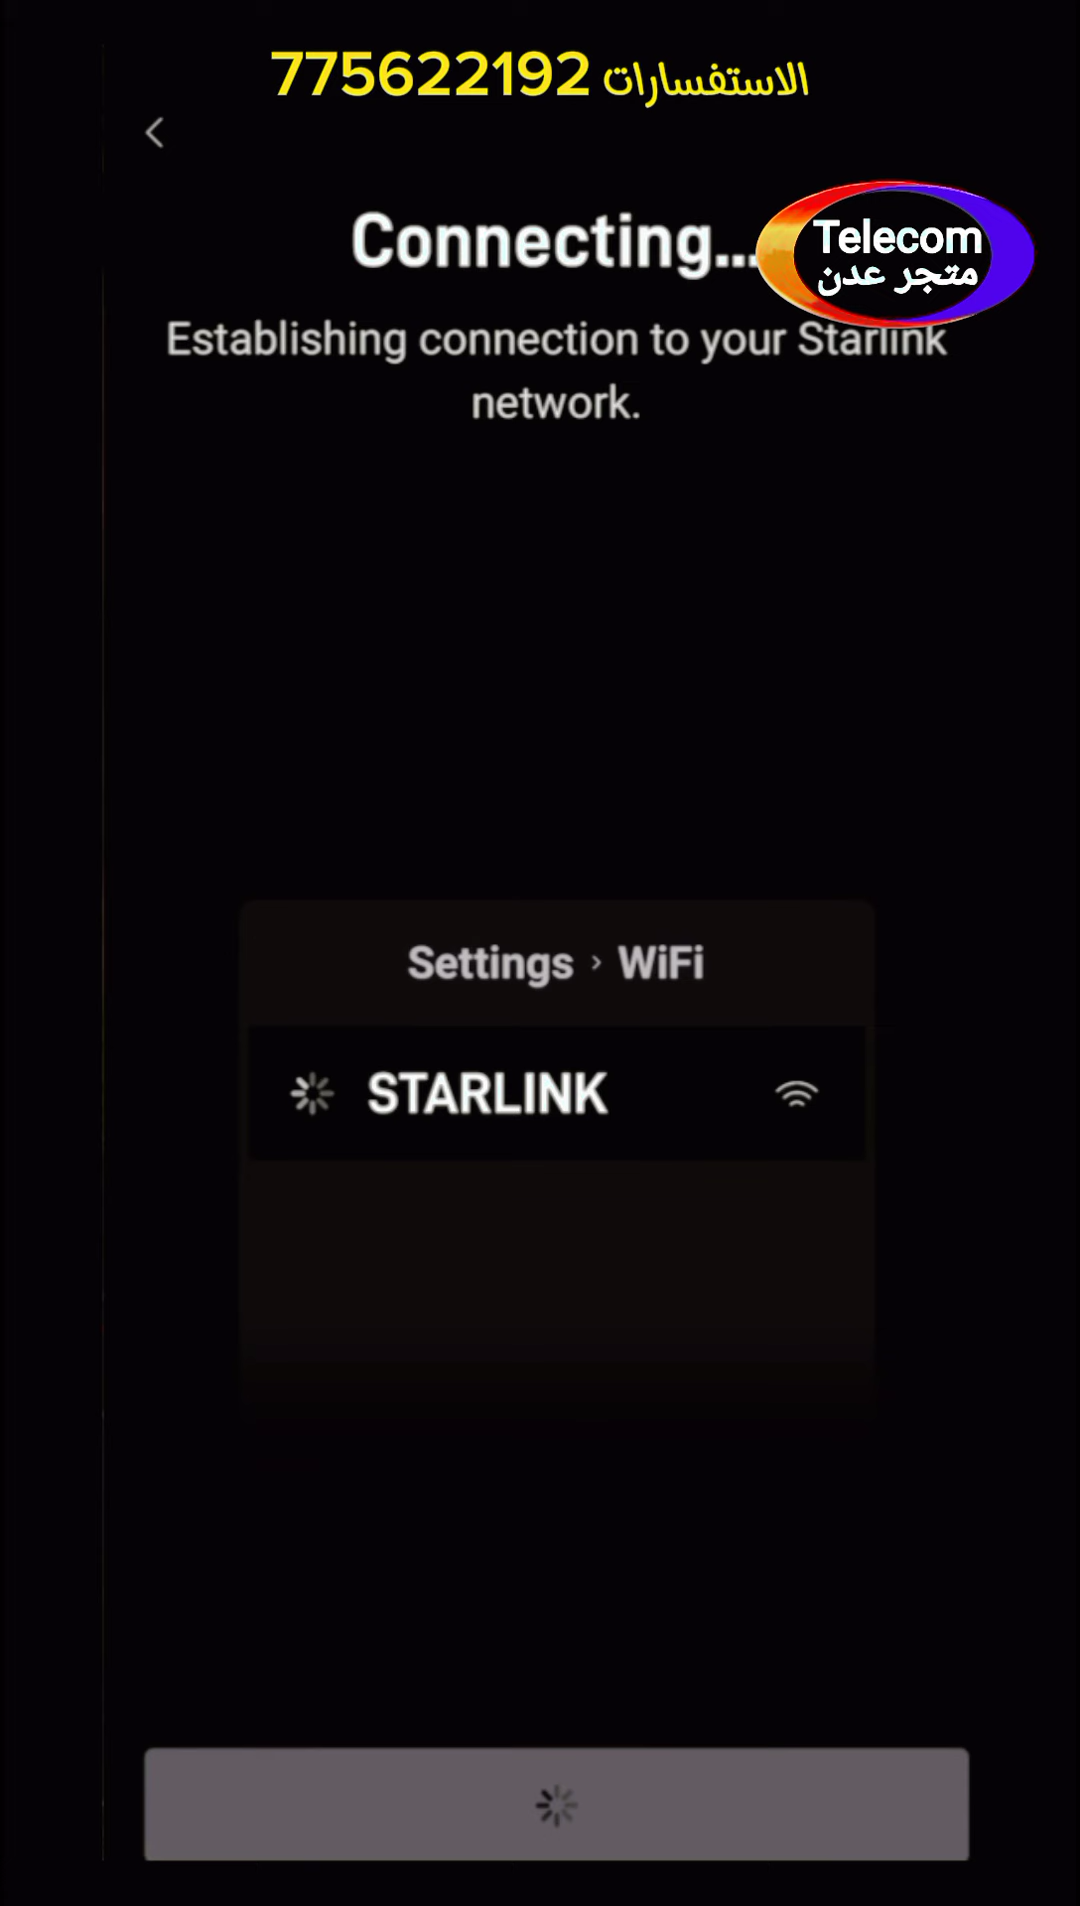 الاستفسارات 775622192
Connecting...
Telecom
متجر عدن
Establishing connection to your Starlink
network.
Settings › WiFi
STARLINK